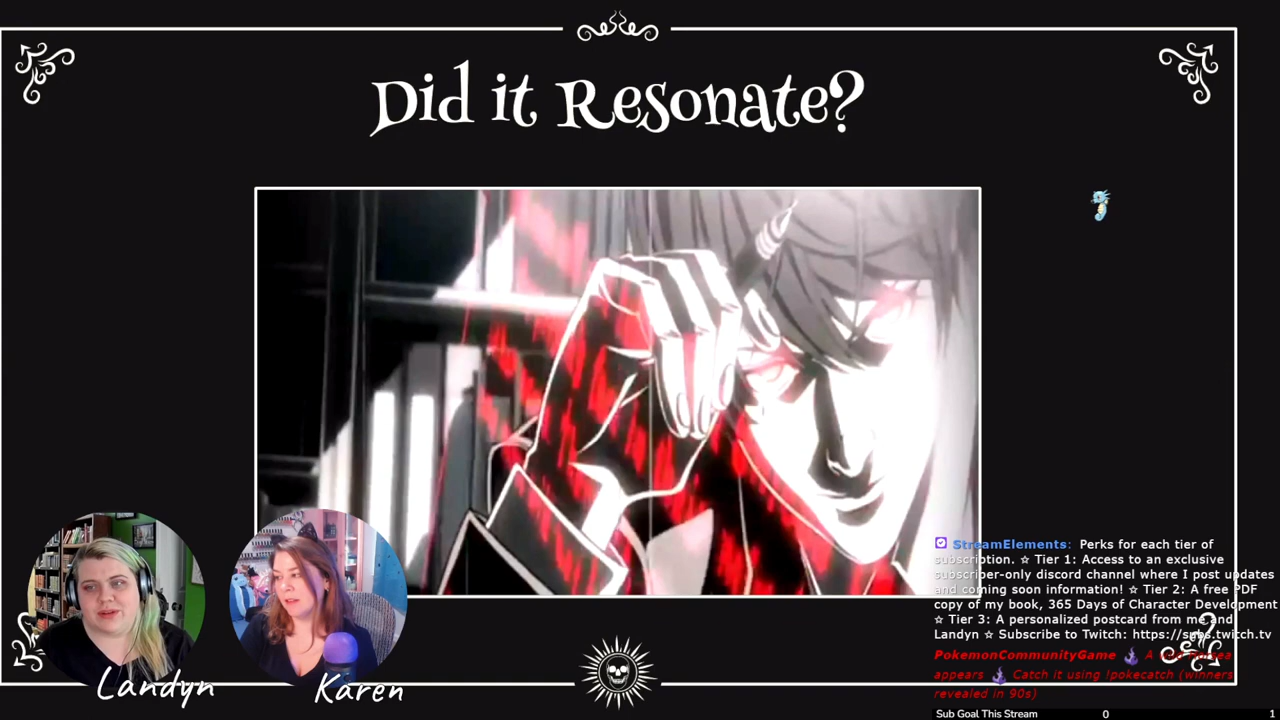 Did it Resonate?
Landyn
Karen
StreamElements: Perks for each tier of
subscription. ☆ Tier 1: Access to an exclusive
subscriber-only discord channel where I post updates
and coming soon information! ☆ Tier 2: A free PDF
copy of my book, 365 Days of Character Development
☆ Tier 3: A personalized postcard from me and
Landyn ☆ Subscribe to Twitch: https://subs.twitch.tv
PokemonCommunityGame A wild Horsea
appears Catch it using !pokecatch (winners
revealed in 90s)
Sub Goal This Stream 0 1